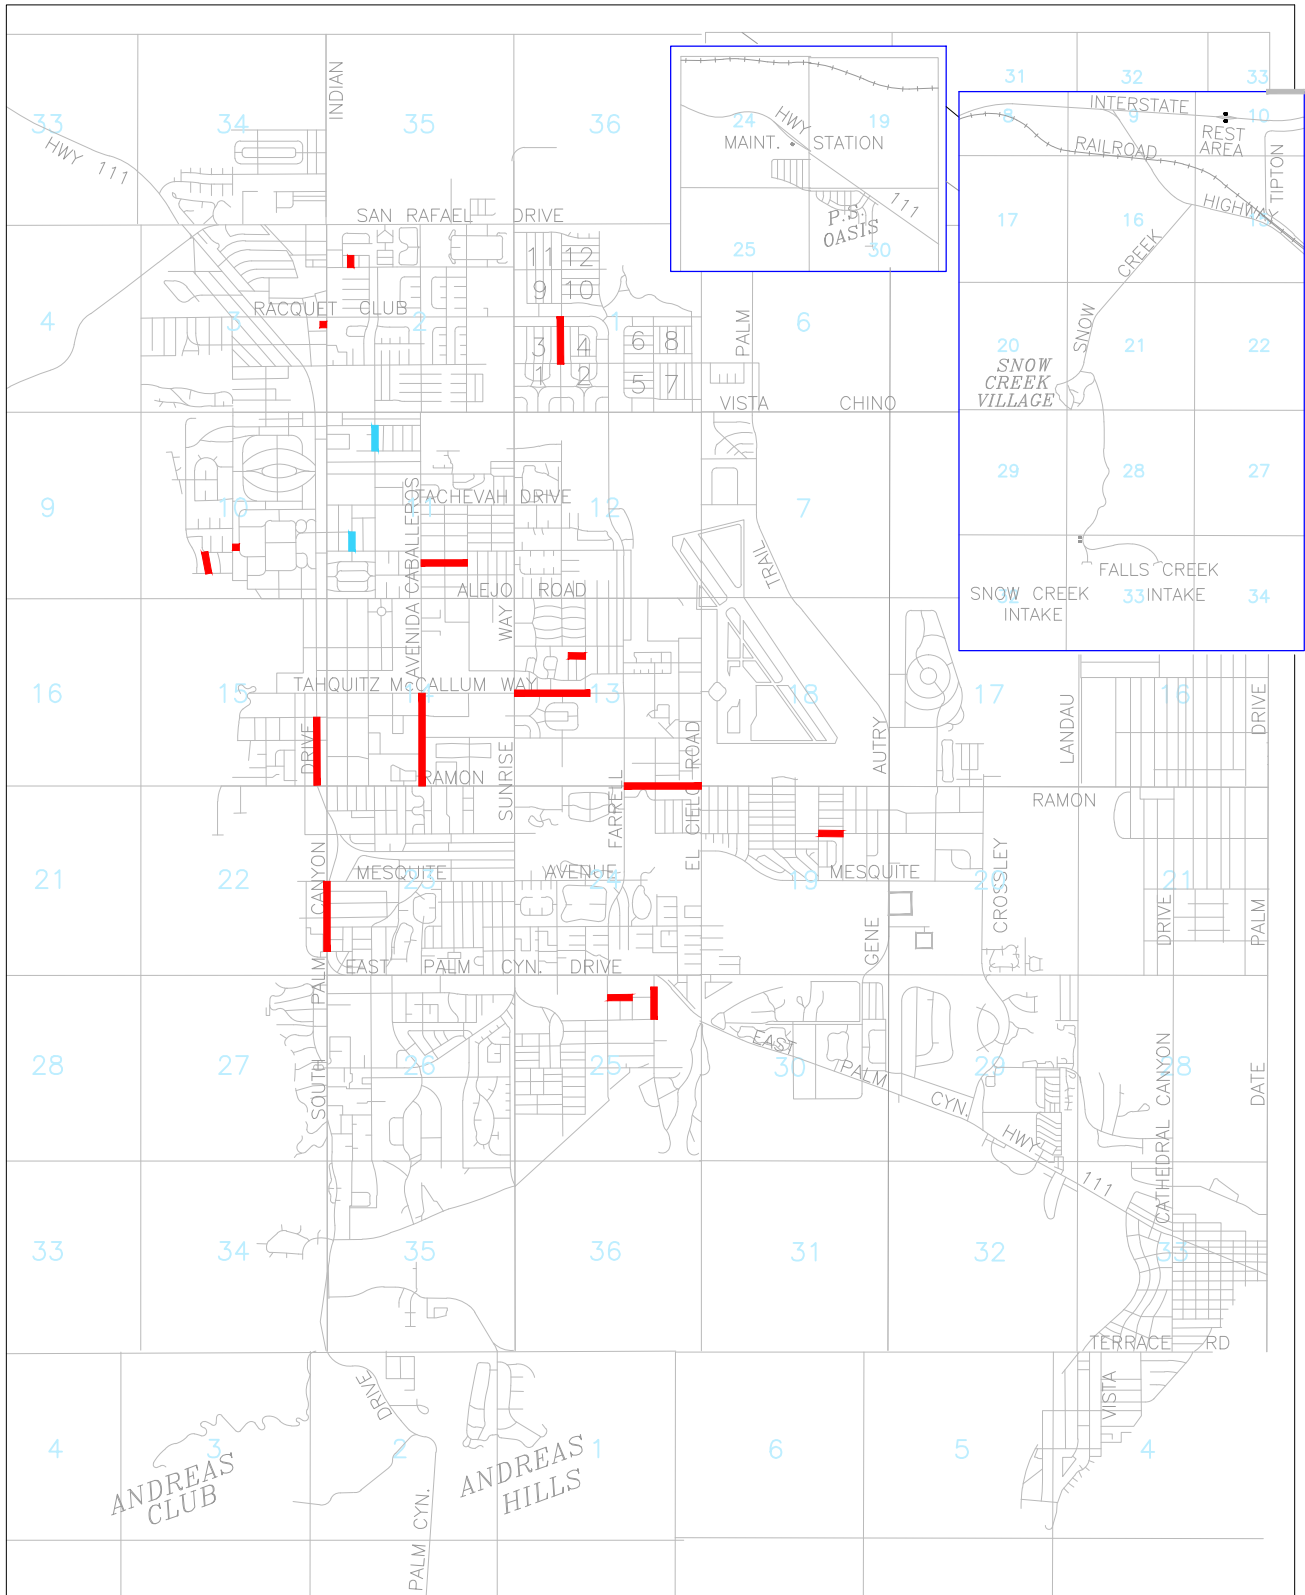 31
32
33
INTERSTATE
8
9
10
REST
AREA
RAILROAD
TIPTON
HIGHWAY
17
16
15
CREEK
SNOW
20
21
22
SNOW
CREEK
VILLAGE
29
28
27
FALLS CREEK
INTAKE
SNOW CREEK
INTAKE
32
33
34
24
19
HWY
MAINT. STATION
111
P.S.
OASIS
25
30
33
34
INDIAN
35
36
HWY 111
SAN RAFAEL DRIVE
11
12
9
10
RACQUET CLUB
4
3
2
1
6
3
4
6
8
1
2
5
7
PALM
VISTA CHINO
9
10
11
12
7
TACHEVAH DRIVE
AVENIDA CABALLEROS
TRAIL
ALEJO ROAD
WAY
TAHQUITZ McCALLUM WAY
16
15
14
13
18
17
16
DRIVE
LANDAU
DRIVE
AUTRY
RAMON
SUNRISE
FARRELL
EL CIELO ROAD
RAMON
21
22
23
24
19
20
21
CANYON
MESQUITE AVENUE
MESQUITE
CROSSLEY
DRIVE
PALM
GENE
PALM
EAST PALM CYN. DRIVE
SOUTH
28
27
26
25
30
29
28
EAST PALM CYN.
HWY 111
CATHEDRAL CANYON
DATE
33
34
35
36
31
32
33
TERRACE RD
DRIVE
VISTA
4
3
2
1
6
5
4
ANDREAS
CLUB
ANDREAS
HILLS
PALM CYN.